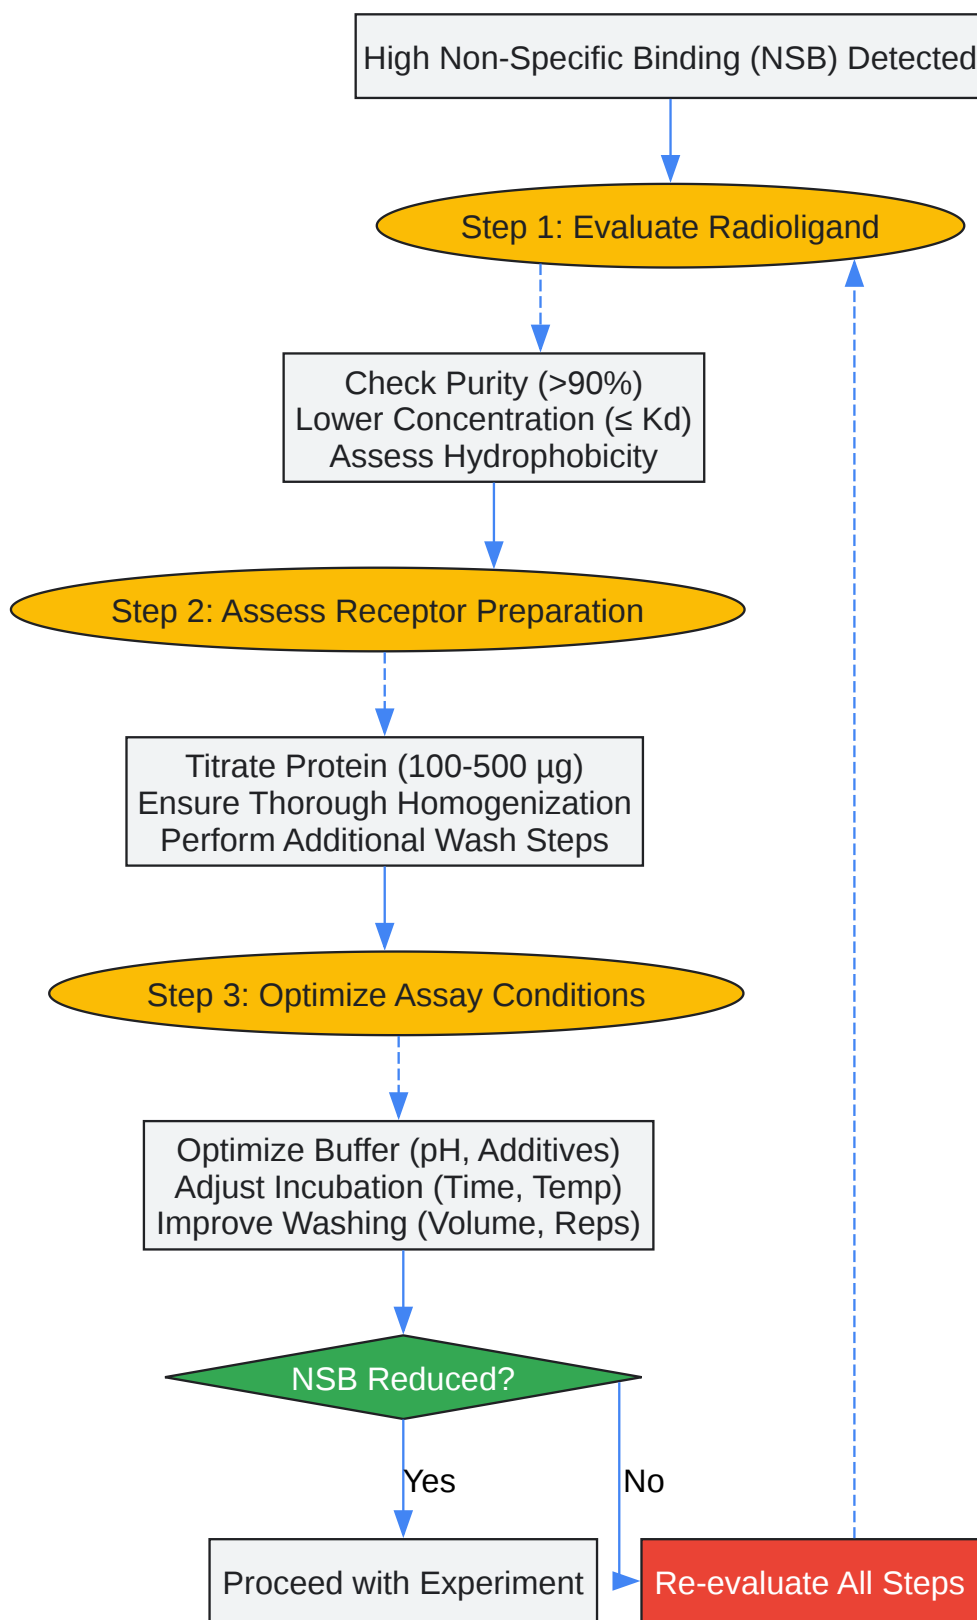 High Non-Specific Binding (NSB) Detected
Step 1: Evaluate Radioligand
Check Purity (>90%)
Lower Concentration (≤ Kd)
Assess Hydrophobicity
Step 2: Assess Receptor Preparation
Titrate Protein (100-500 µg)
Ensure Thorough Homogenization
Perform Additional Wash Steps
Step 3: Optimize Assay Conditions
Optimize Buffer (pH, Additives)
Adjust Incubation (Time, Temp)
Improve Washing (Volume, Reps)
NSB Reduced?
Yes
No
Proceed with Experiment
Re-evaluate All Steps